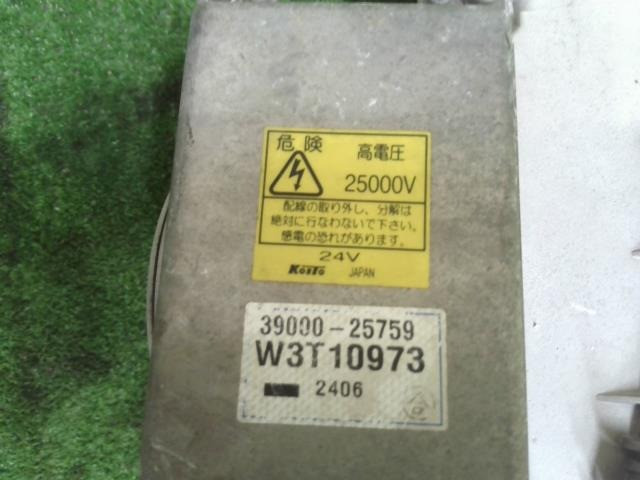 危険
高電圧
25000V
配線の取り外し、分解は
絶対に行なわないで下さい。
感電の恐れがあります。
24V
KOITO JAPAN
39000-25759
W3T10973
2406